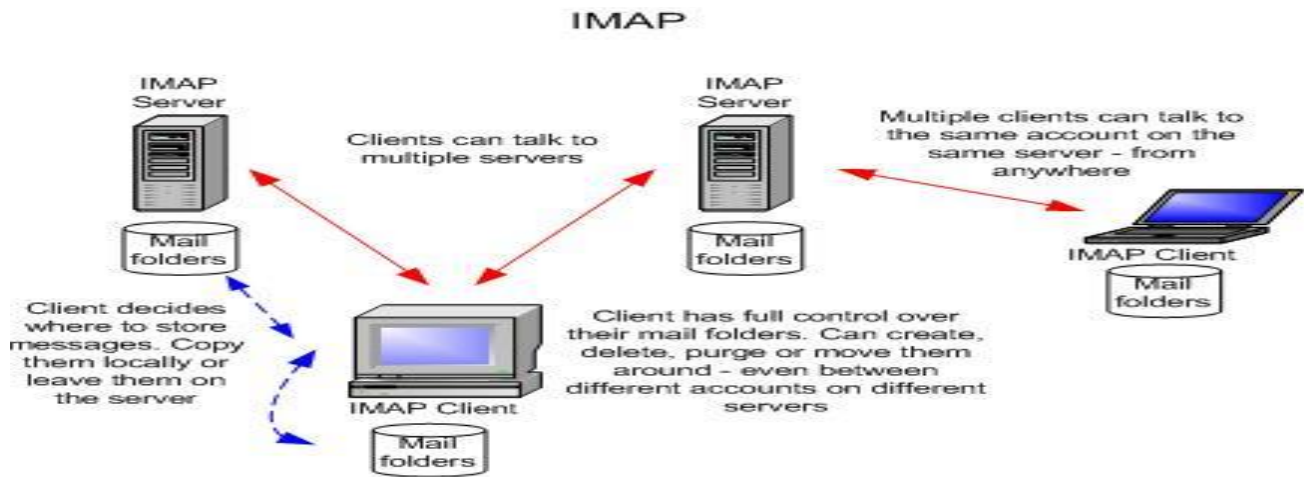 IMAP
IMAP
Server
Mail
folders
Clients can talk to
multiple servers
IMAP
Server
Mail
folders
Multiple clients can talk to
the same account on the
same server - from
anywhere
IMAP Client
Mail
folders
Client decides
where to store
messages. Copy
them locally or
leave them on
the server
IMAP Client
Mail
folders
Client has full control over
their mail folders. Can create,
delete, purge or move them
around - even between
different accounts on different
servers